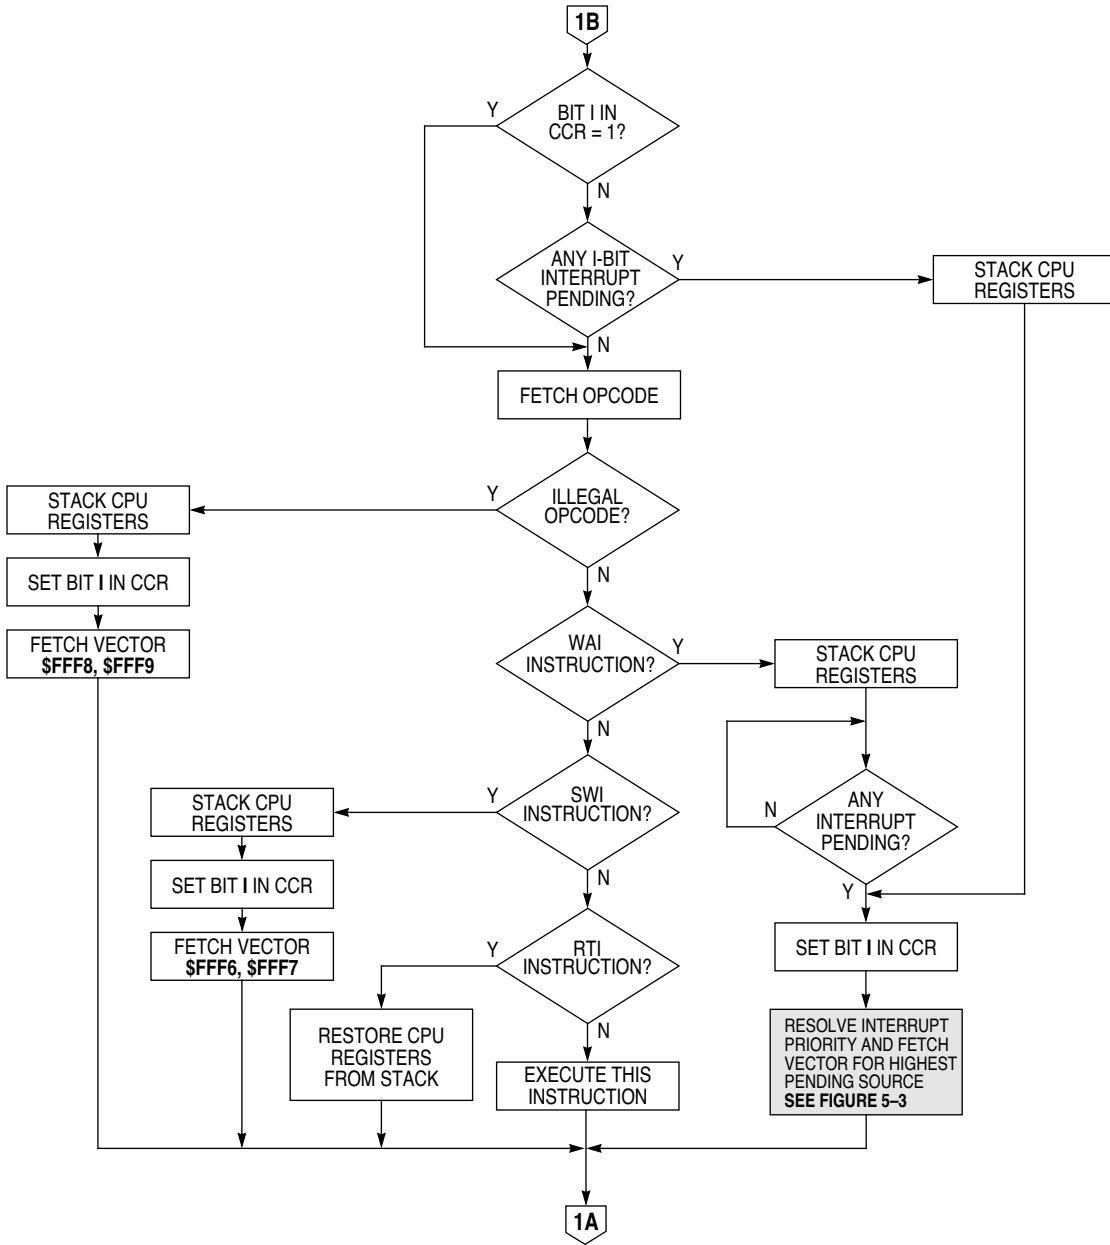 1B
BIT I IN
CCR = 1?
Y
N
ANY I-BIT
INTERRUPT
PENDING?
Y
N
STACK CPU
REGISTERS
FETCH OPCODE
ILLEGAL
OPCODE?
Y
N
STACK CPU
REGISTERS
SET BIT I IN CCR
FETCH VECTOR
$FFF8, $FFF9
WAI
INSTRUCTION?
Y
N
STACK CPU
REGISTERS
ANY
INTERRUPT
PENDING?
N
Y
SWI
INSTRUCTION?
Y
N
STACK CPU
REGISTERS
SET BIT I IN CCR
FETCH VECTOR
$FFF6, $FFF7
RTI
INSTRUCTION?
Y
N
RESTORE CPU
REGISTERS
FROM STACK
EXECUTE THIS
INSTRUCTION
SET BIT I IN CCR
RESOLVE INTERRUPT
PRIORITY AND FETCH
VECTOR FOR HIGHEST
PENDING SOURCE
SEE FIGURE 5–3
1A